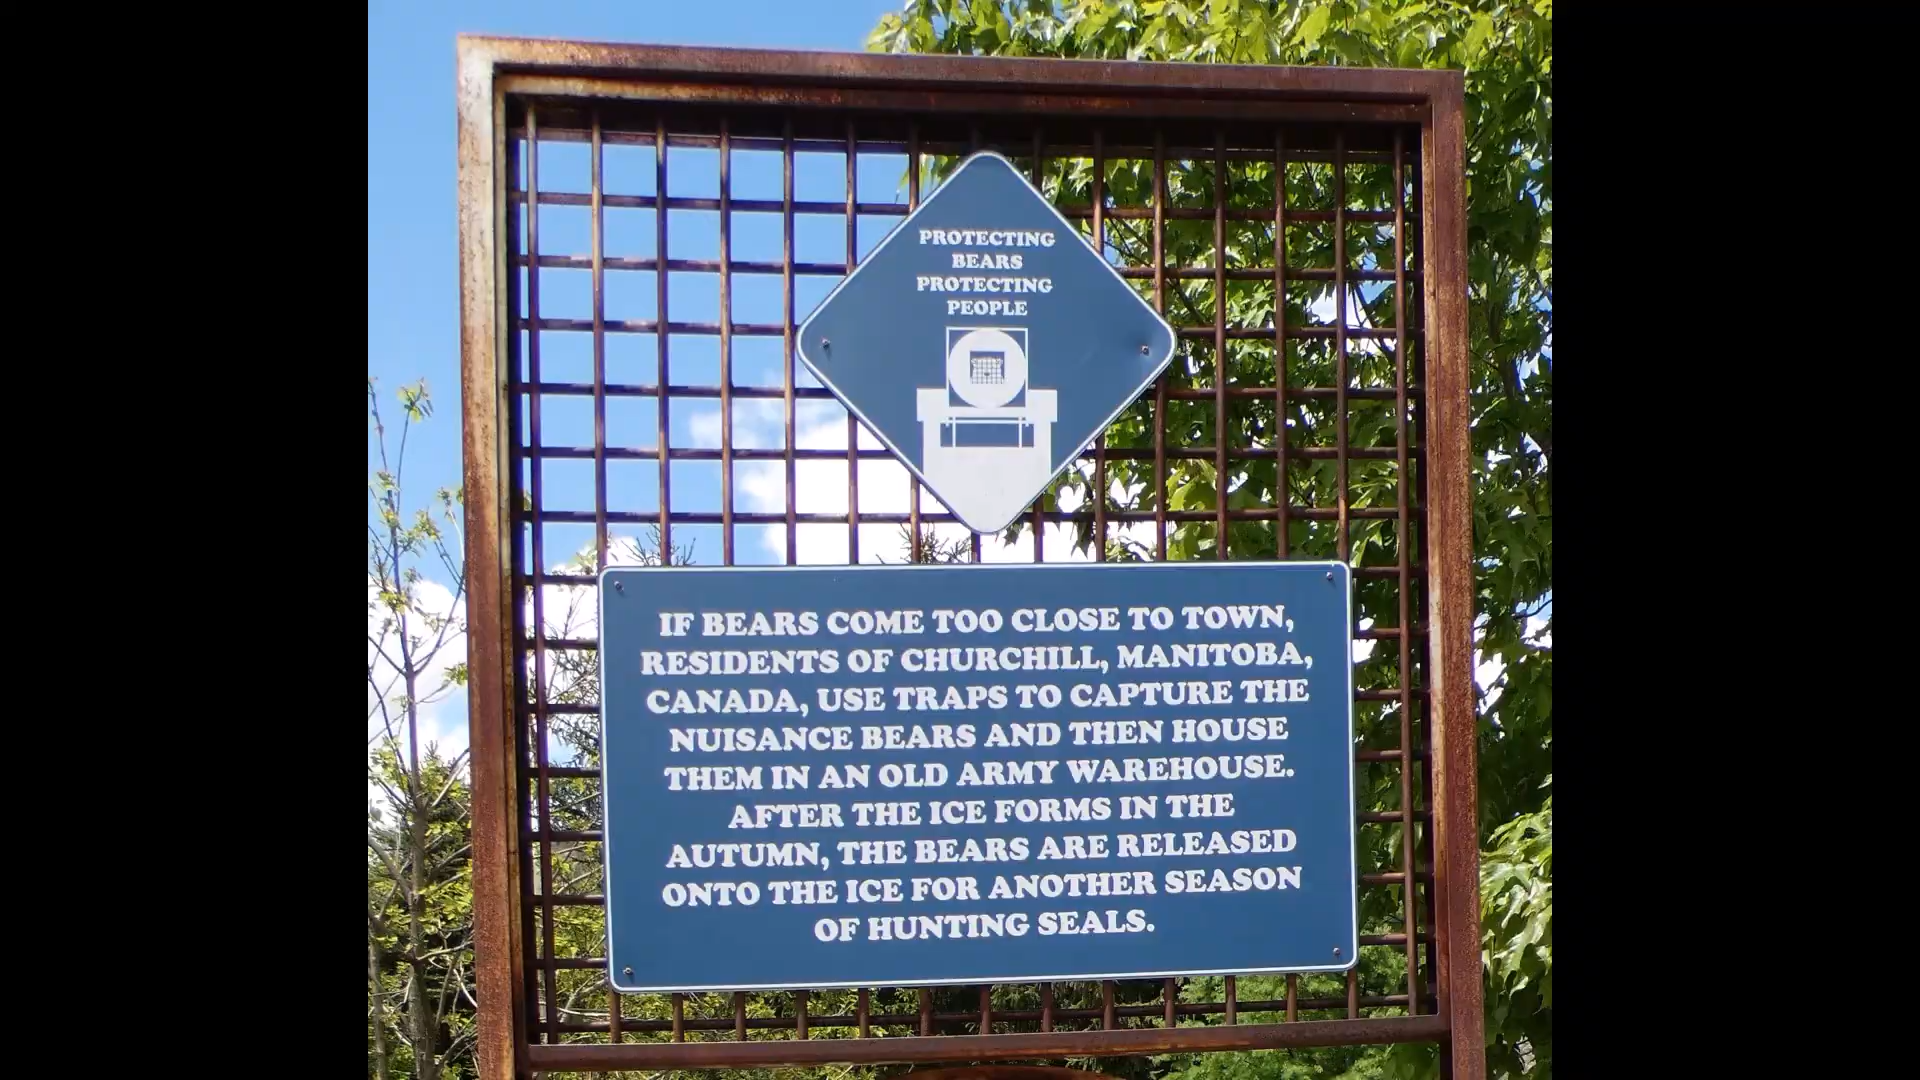 PROTECTING
BEARS
PROTECTING
PEOPLE
IF BEARS COME TOO CLOSE TO TOWN,
RESIDENTS OF CHURCHILL, MANITOBA,
CANADA, USE TRAPS TO CAPTURE THE
NUISANCE BEARS AND THEN HOUSE
THEM IN AN OLD ARMY WAREHOUSE.
AFTER THE ICE FORMS IN THE
AUTUMN, THE BEARS ARE RELEASED
ONTO THE ICE FOR ANOTHER SEASON
OF HUNTING SEALS.